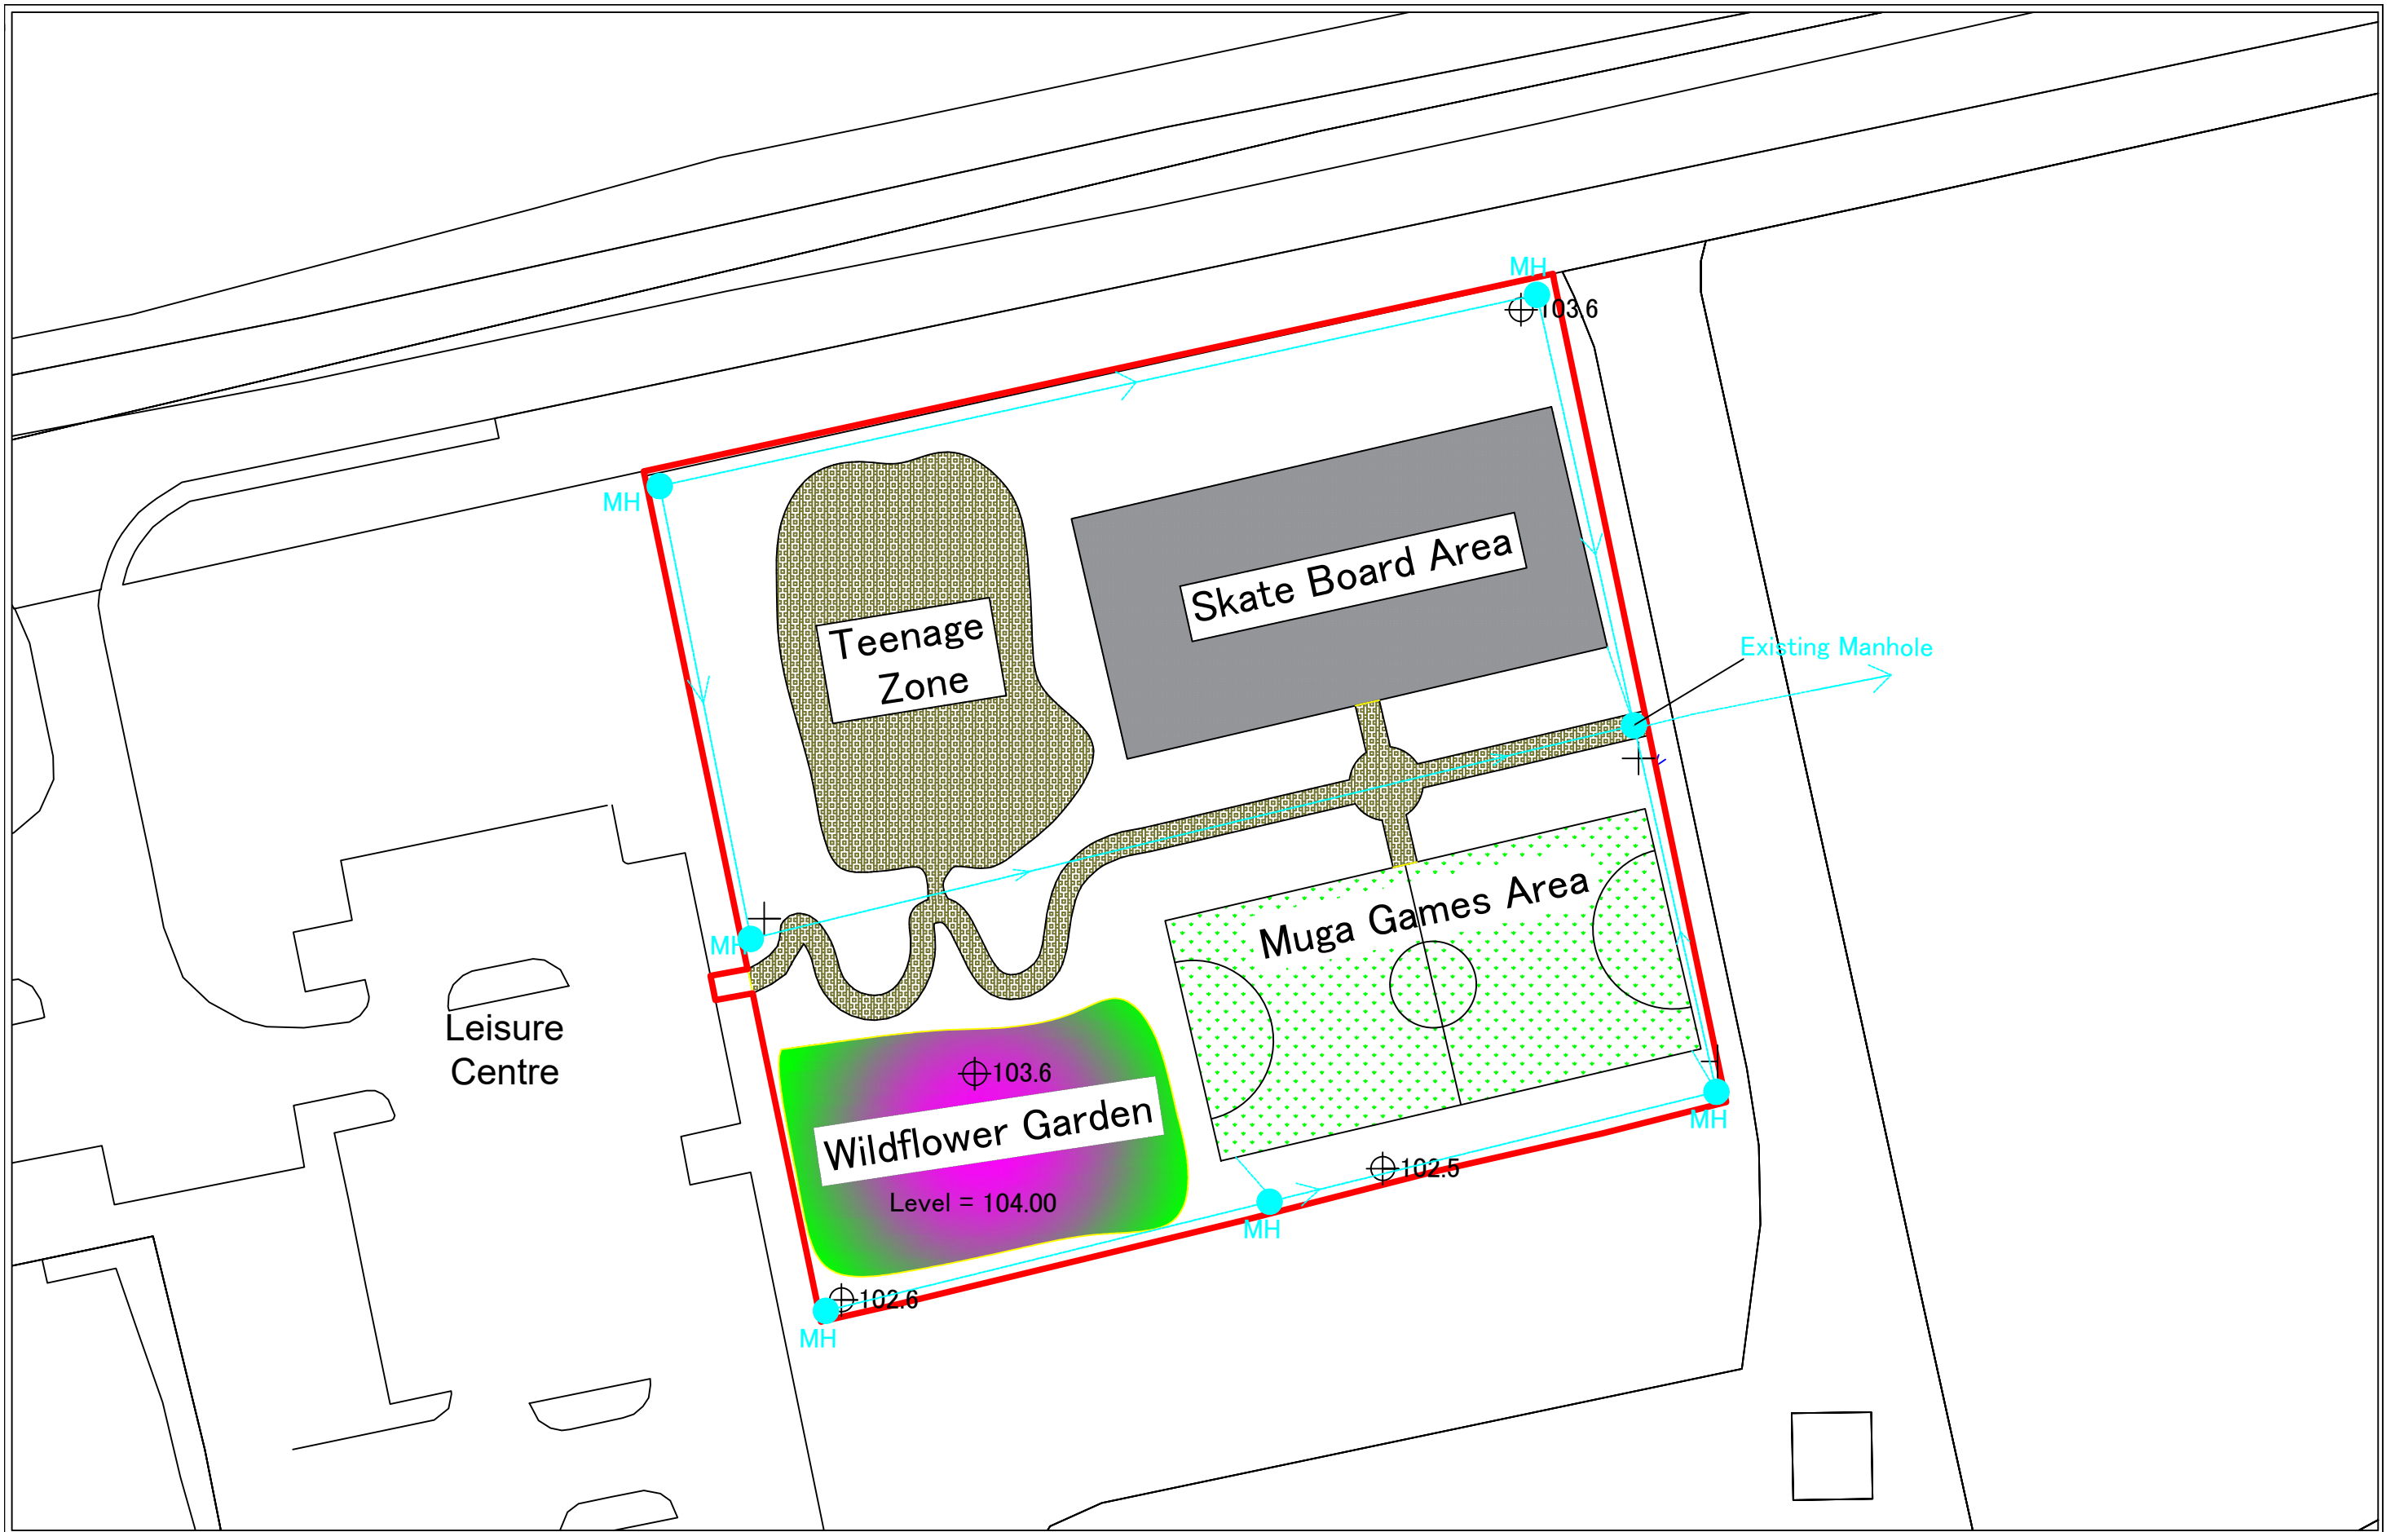 MH
103.6
MH
Skate Board Area
Teenage
Zone
Existing Manhole
Muga Games Area
MH
Leisure
Centre
103.6
Wildflower Garden
Level = 104.00
MH
102.5
MH
102.6
MH